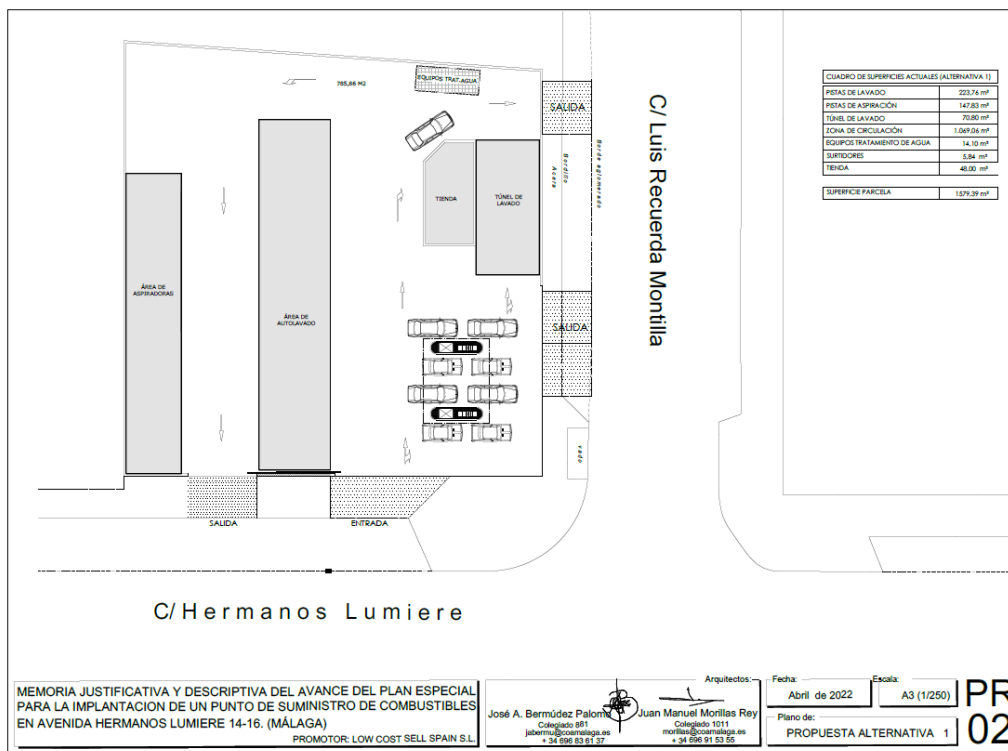 EQUIPOS TRAT.AGUA
765,86 M2
SALIDA
Borde aglomerado
Bordillo
Acera
C/ Luis Recuerda Montilla
TIENDA
TÚNEL DE
LAVADO
ÁREA DE
ASPIRADORAS
ÁREA DE
AUTOLAVADO
SALIDA
vado
SALIDA
ENTRADA
C/ Hermanos Lumiere
CUADRO DE SUPERFICIES ACTUALES (ALTERNATIVA 1)
PISTAS DE LAVADO 223,76 m²
PISTAS DE ASPIRACIÓN 147,83 m²
TÚNEL DE LAVADO 70,80 m²
ZONA DE CIRCULACIÓN 1.069,06 m²
EQUIPOS TRATAMIENTO DE AGUA 14,10 m²
SURTIDORES 5,84 m²
TIENDA 48,00 m²
SUPERFICIE PARCELA 1579,39 m²
MEMORIA JUSTIFICATIVA Y DESCRIPTIVA DEL AVANCE DEL PLAN ESPECIAL
PARA LA IMPLANTACION DE UN PUNTO DE SUMINISTRO DE COMBUSTIBLES
EN AVENIDA HERMANOS LUMIERE 14-16. (MÁLAGA)
PROMOTOR: LOW COST SELL SPAIN S.L.
Arquitectos:
José A. Bermúdez Palomo
Colegiado 881
jabermu@coamalaga.es
+ 34 696 83 61 37
Juan Manuel Morillas Rey
Colegiado 1011
morillas@coamalaga.es
+ 34 696 91 53 55
Fecha:
Abril de 2022
Escala:
A3 (1/250)
Plano de:
PROPUESTA ALTERNATIVA 1
PR
02